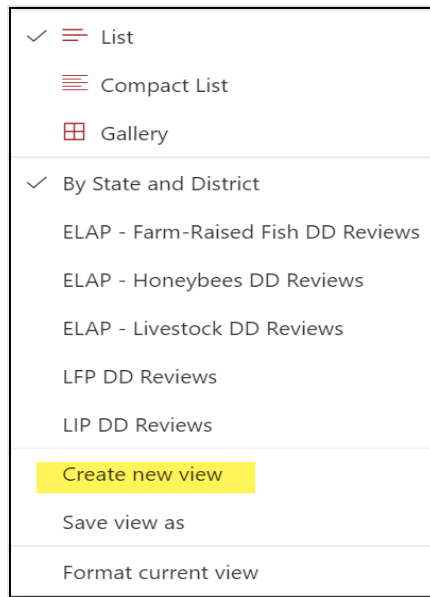 List
Compact List
Gallery
By State and District
ELAP - Farm-Raised Fish DD Reviews
ELAP - Honeybees DD Reviews
ELAP - Livestock DD Reviews
LFP DD Reviews
LIP DD Reviews
Create new view
Save view as
Format current view